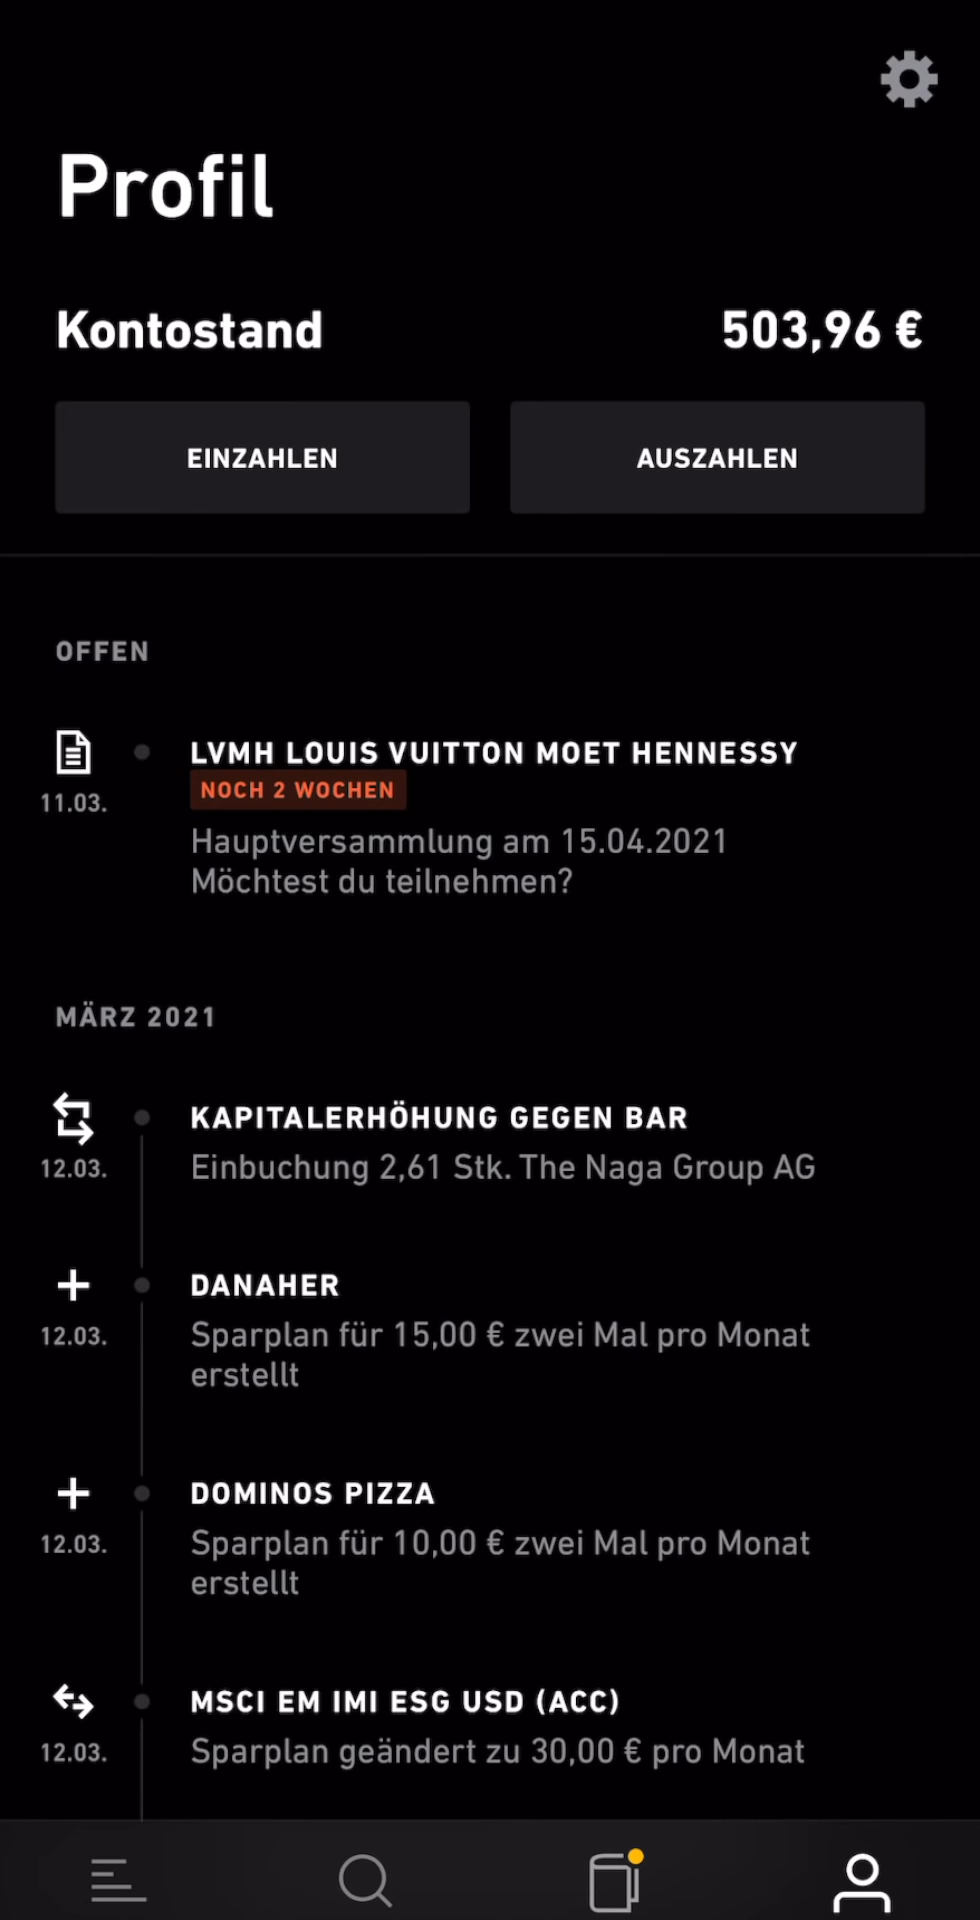 Profil
Kontostand 503,96 €
EINZAHLEN AUSZAHLEN
OFFEN
LVMH LOUIS VUITTON MOET HENNESSY
NOCH 2 WOCHEN
11.03.
Hauptversammlung am 15.04.2021
Möchtest du teilnehmen?
MÄRZ 2021
KAPITALERHÖHUNG GEGEN BAR
12.03. Einbuchung 2,61 Stk. The Naga Group AG
DANAHER
12.03. Sparplan für 15,00 € zwei Mal pro Monat
erstellt
DOMINOS PIZZA
12.03. Sparplan für 10,00 € zwei Mal pro Monat
erstellt
MSCI EM IMI ESG USD (ACC)
12.03. Sparplan geändert zu 30,00 € pro Monat